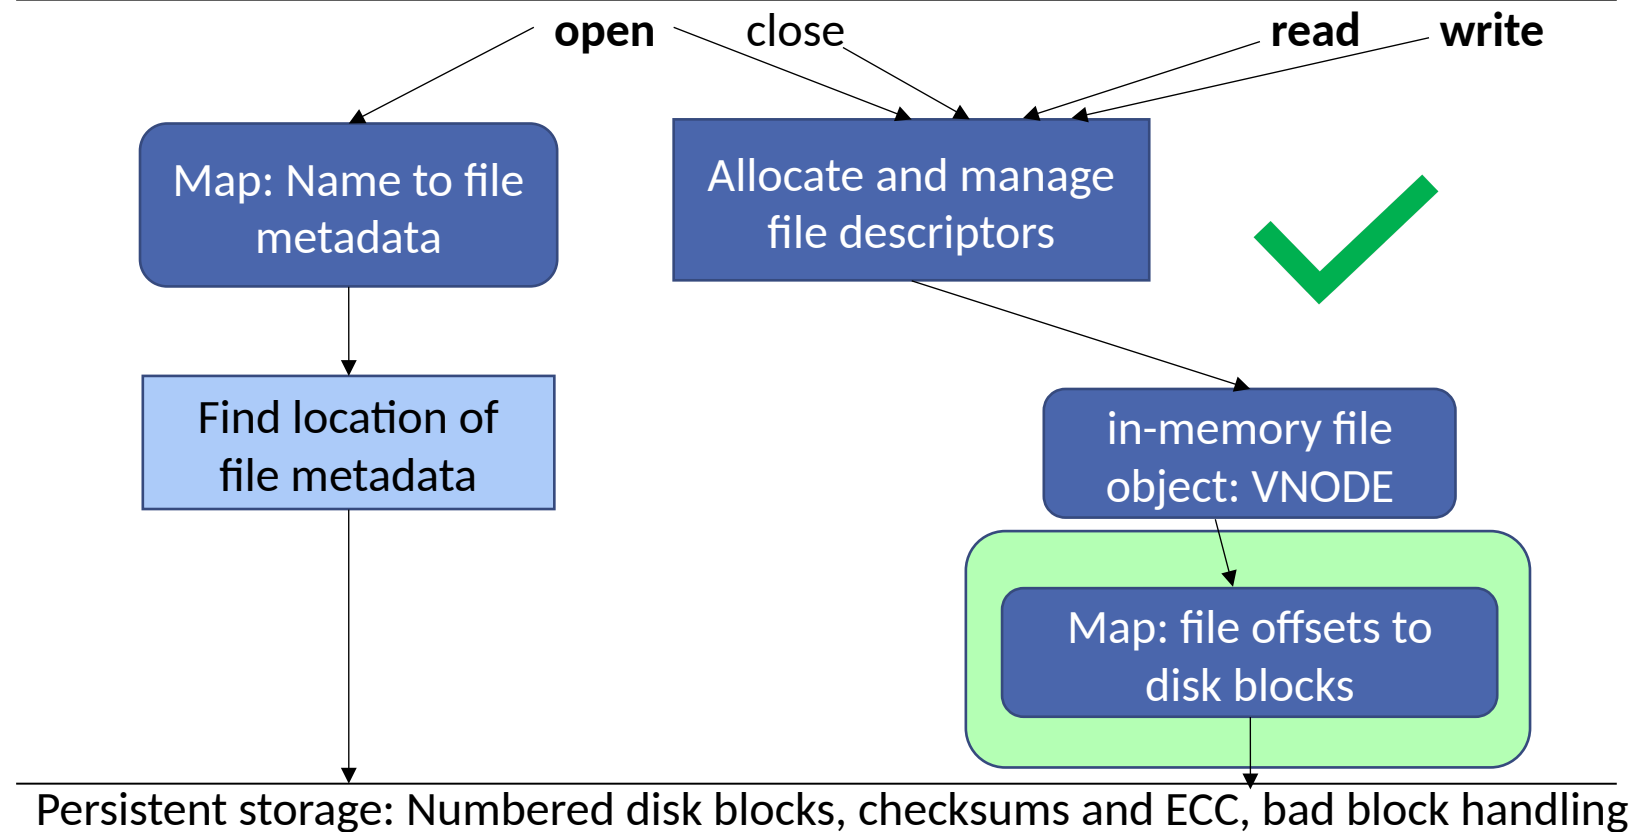 open close read write
Map: Name to file
metadata
Allocate and manage
file descriptors
Find location of
file metadata
in-memory file
object: VNODE
Map: file offsets to
disk blocks
Persistent storage: Numbered disk blocks, checksums and ECC, bad block handling